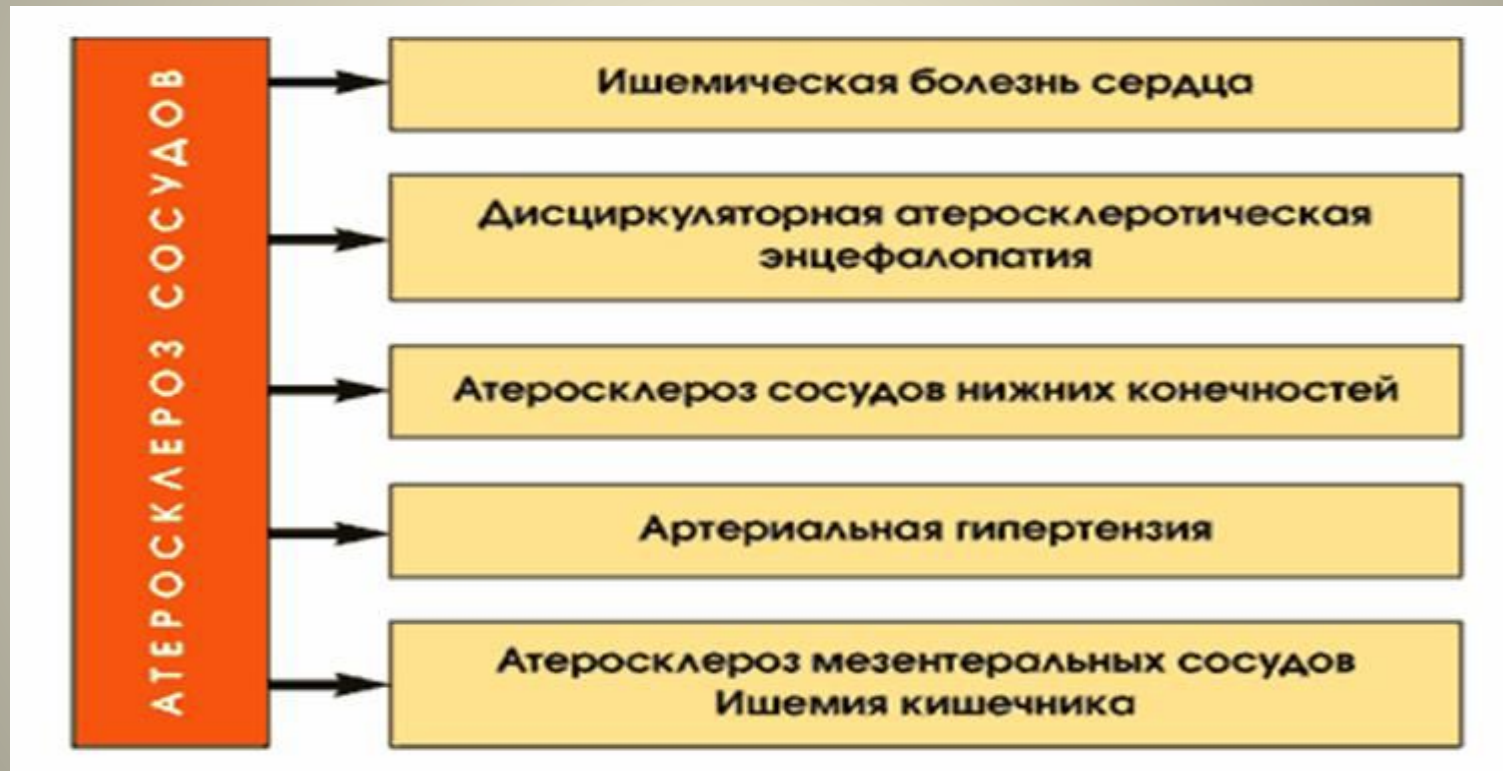 АТЕРОСКЛЕРОЗ СОСУДОВ
Ишемическая болезнь сердца
Дисциркуляторная атеросклеротическая
энцефалопатия
Атеросклероз сосудов нижних конечностей
Артериальная гипертензия
Атеросклероз мезентеральных сосудов
Ишемия кишечника